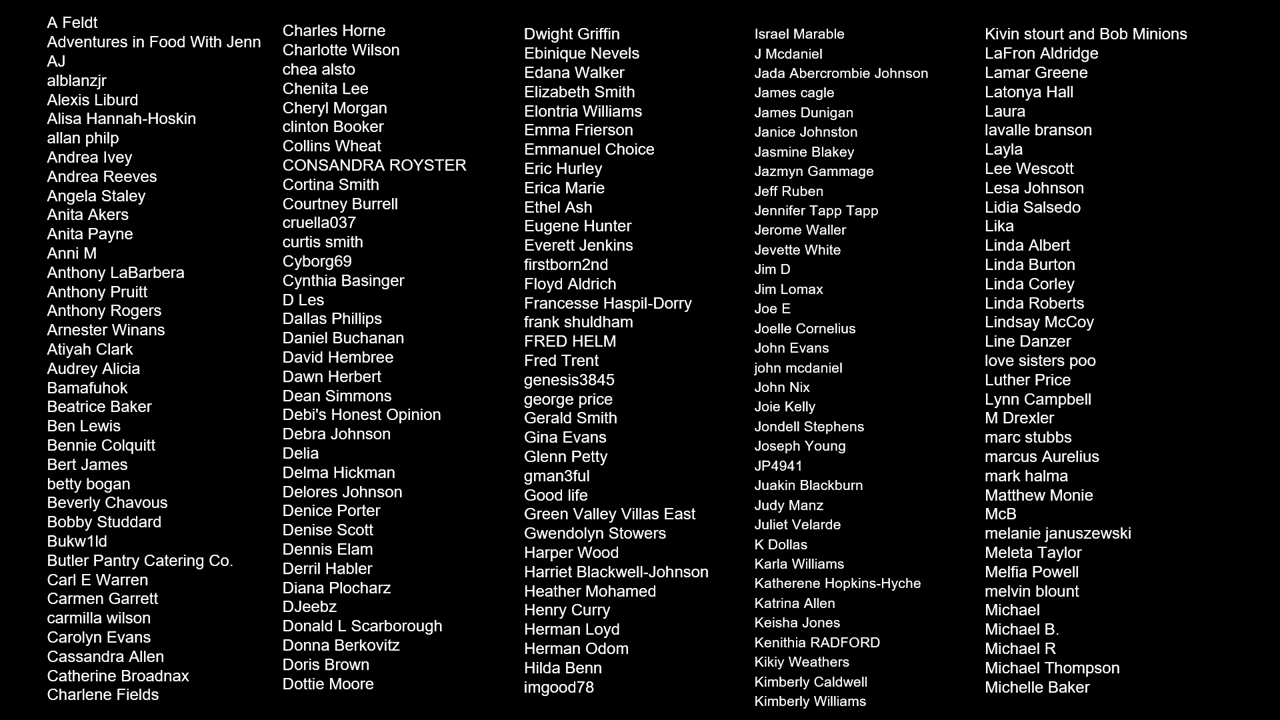 A Feldt
Adventures in Food With Jenn
AJ
alblanzjr
Alexis Liburd
Alisa Hannah-Hoskin
allan philp
Andrea Ivey
Andrea Reeves
Angela Staley
Anita Akers
Anita Payne
Anni M
Anthony LaBarbera
Anthony Pruitt
Anthony Rogers
Arnester Winans
Atiyah Clark
Audrey Alicia
Bamafuhok
Beatrice Baker
Ben Lewis
Bennie Colquitt
Bert James
betty bogan
Beverly Chavous
Bobby Studdard
Bukw1ld
Butler Pantry Catering Co.
Carl E Warren
Carmen Garrett
carmilla wilson
Carolyn Evans
Cassandra Allen
Catherine Broadnax
Charlene Fields
Charles Horne
Charlotte Wilson
chea alsto
Chenita Lee
Cheryl Morgan
clinton Booker
Collins Wheat
CONSANDRA ROYSTER
Cortina Smith
Courtney Burrell
cruella037
curtis smith
Cyborg69
Cynthia Basinger
D Les
Dallas Phillips
Daniel Buchanan
David Hembree
Dawn Herbert
Dean Simmons
Debi's Honest Opinion
Debra Johnson
Delia
Delma Hickman
Delores Johnson
Denice Porter
Denise Scott
Dennis Elam
Derril Habler
Diana Plocharz
DJeebz
Donald L Scarborough
Donna Berkovitz
Doris Brown
Dottie Moore
Dwight Griffin
Ebinique Nevels
Edana Walker
Elizabeth Smith
Elontria Williams
Emma Frierson
Emmanuel Choice
Eric Hurley
Erica Marie
Ethel Ash
Eugene Hunter
Everett Jenkins
firstborn2nd
Floyd Aldrich
Francesse Haspil-Dorry
frank shuldham
FRED HELM
Fred Trent
genesis3845
george price
Gerald Smith
Gina Evans
Glenn Petty
gman3ful
Good life
Green Valley Villas East
Gwendolyn Stowers
Harper Wood
Harriet Blackwell-Johnson
Heather Mohamed
Henry Curry
Herman Loyd
Herman Odom
Hilda Benn
imgood78
Israel Marable
J Mcdaniel
Jada Abercrombie Johnson
James cagle
James Dunigan
Janice Johnston
Jasmine Blakey
Jazmyn Gammage
Jeff Ruben
Jennifer Tapp Tapp
Jerome Waller
Jevette White
Jim D
Jim Lomax
Joe E
Joelle Cornelius
John Evans
john mcdaniel
John Nix
Joie Kelly
Jondell Stephens
Joseph Young
JP4941
Juakin Blackburn
Judy Manz
Juliet Velarde
K Dollas
Karla Williams
Katherene Hopkins-Hyche
Katrina Allen
Keisha Jones
Kenithia RADFORD
Kikiy Weathers
Kimberly Caldwell
Kimberly Williams
Kivin stourt and Bob Minions
LaFron Aldridge
Lamar Greene
Latonya Hall
Laura
lavalle branson
Layla
Lee Wescott
Lesa Johnson
Lidia Salsedo
Lika
Linda Albert
Linda Burton
Linda Corley
Linda Roberts
Lindsay McCoy
Line Danzer
love sisters poo
Luther Price
Lynn Campbell
M Drexler
marc stubbs
marcus Aurelius
mark halma
Matthew Monie
McB
melanie januszewski
Meleta Taylor
Melfia Powell
melvin blount
Michael
Michael B.
Michael R
Michael Thompson
Michelle Baker